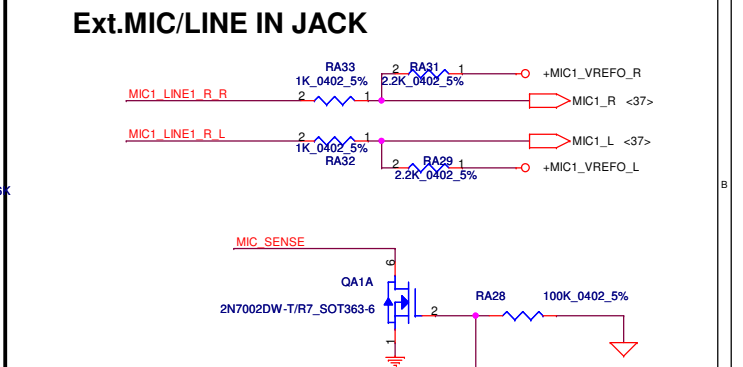 Ext.MIC/LINE IN JACK
RA33
1K_0402_5%
2 RA31 1
2.2K_0402_5%
+MIC1_VREFO_R
MIC1_LINE1_R_R
2 1
MIC1_R <37>
MIC1_LINE1_R_L
2 1
1K_0402_5%
RA32
MIC1_L <37>
2 RA29 1
2.2K_0402_5%
+MIC1_VREFO_L
B
MIC_SENSE
6
QA1A
2N7002DW-T/R7_SOT363-6
2
1
RA28
100K_0402_5%